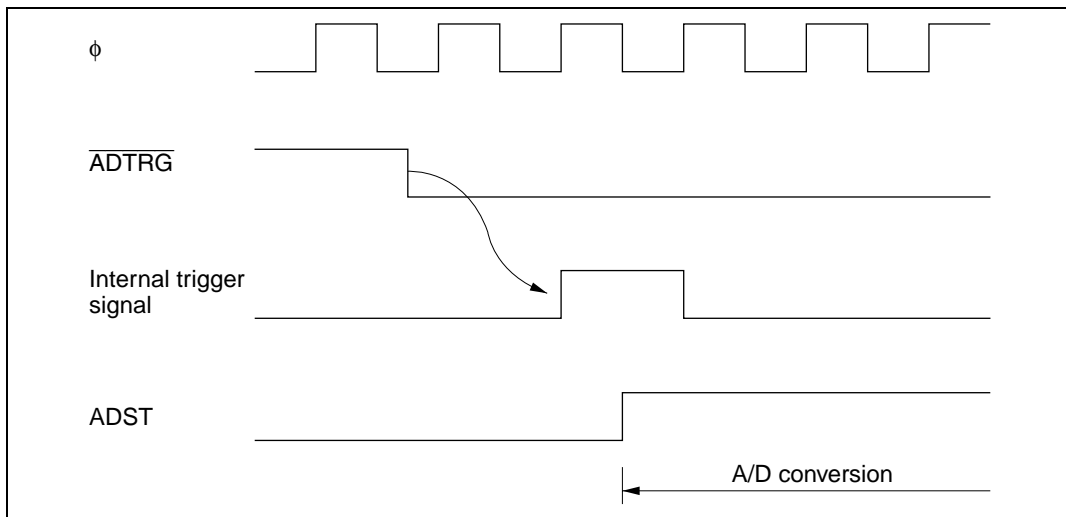 ϕ
ADTRG
Internal trigger
signal
ADST
A/D conversion